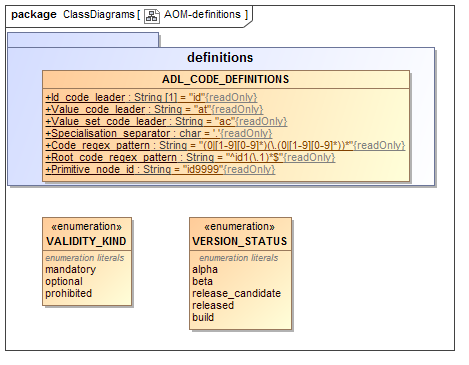 package ClassDiagrams [ AOM-definitions ]
definitions
ADL_CODE_DEFINITIONS
+Id_code_leader : String [1] = "id"{readOnly}
+Value_code_leader : String = "at"{readOnly}
+Value_set_code_leader : String = "ac"{readOnly}
+Specialisation_separator : char = '.'{readOnly}
+Code_regex_pattern : String = "(0|[1-9][0-9]*)(\.(0|[1-9][0-9]*))*"{readOnly}
+Root_code_regex_pattern : String = "^id1(\.1)*$"{readOnly}
+Primitive_node_id : String = "id9999"{readOnly}
«enumeration»
VALIDITY_KIND
enumeration literals
mandatory
optional
prohibited
«enumeration»
VERSION_STATUS
enumeration literals
alpha
beta
release_candidate
released
build